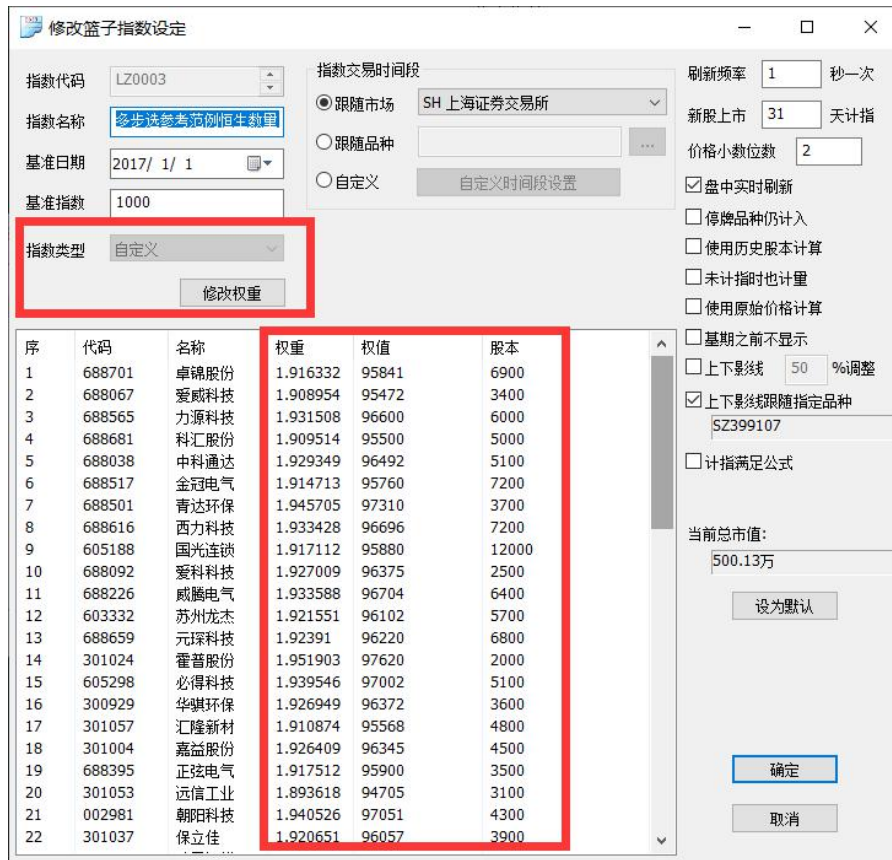 修改篮子指数设定
指数代码 LZ0003
指数名称 多步选参考范例恒生数量
基准日期 2017/ 1/ 1
基准指数 1000
指数类型 自定义
修改权重
指数交易时间段
跟随市场 SH 上海证券交易所
跟随品种 ...
自定义 自定义时间段设置
刷新频率 1 秒一次
新股上市 31 天计指
价格小数位数 2
盘中实时刷新
停牌品种仍计入
使用历史股本计算
未计指时也计量
使用原始价格计算
基期之前不显示
上下影线 50 %调整
上下影线跟随指定品种
SZ399107
计指满足公式
当前总市值:
500.13万
设为默认
确定
取消
序 代码 名称 权重 权值 股本
1 688701 卓锦股份 1.916332 95841 6900
2 688067 爱威科技 1.908954 95472 3400
3 688565 力源科技 1.931508 96600 6000
4 688681 科汇股份 1.909514 95500 5000
5 688038 中科通达 1.929349 96492 5100
6 688517 金冠电气 1.914713 95760 7200
7 688501 青达环保 1.945705 97310 3700
8 688616 西力科技 1.933428 96696 7200
9 605188 国光连锁 1.917112 95880 12000
10 688092 爱科科技 1.927009 96375 2500
11 688226 威腾电气 1.933588 96704 6400
12 603332 苏州龙杰 1.921551 96102 5700
13 688659 元琛科技 1.92391 96220 6800
14 301024 霍普股份 1.951903 97620 2000
15 605298 必得科技 1.939546 97002 5100
16 300929 华骐环保 1.926949 96372 3600
17 301057 汇隆新材 1.910874 95568 4800
18 301004 嘉益股份 1.926409 96345 4500
19 688395 正弦电气 1.917512 95900 3500
20 301053 远信工业 1.893618 94705 3100
21 002981 朝阳科技 1.940526 97051 4300
22 301037 保立佳 1.920651 96057 3900